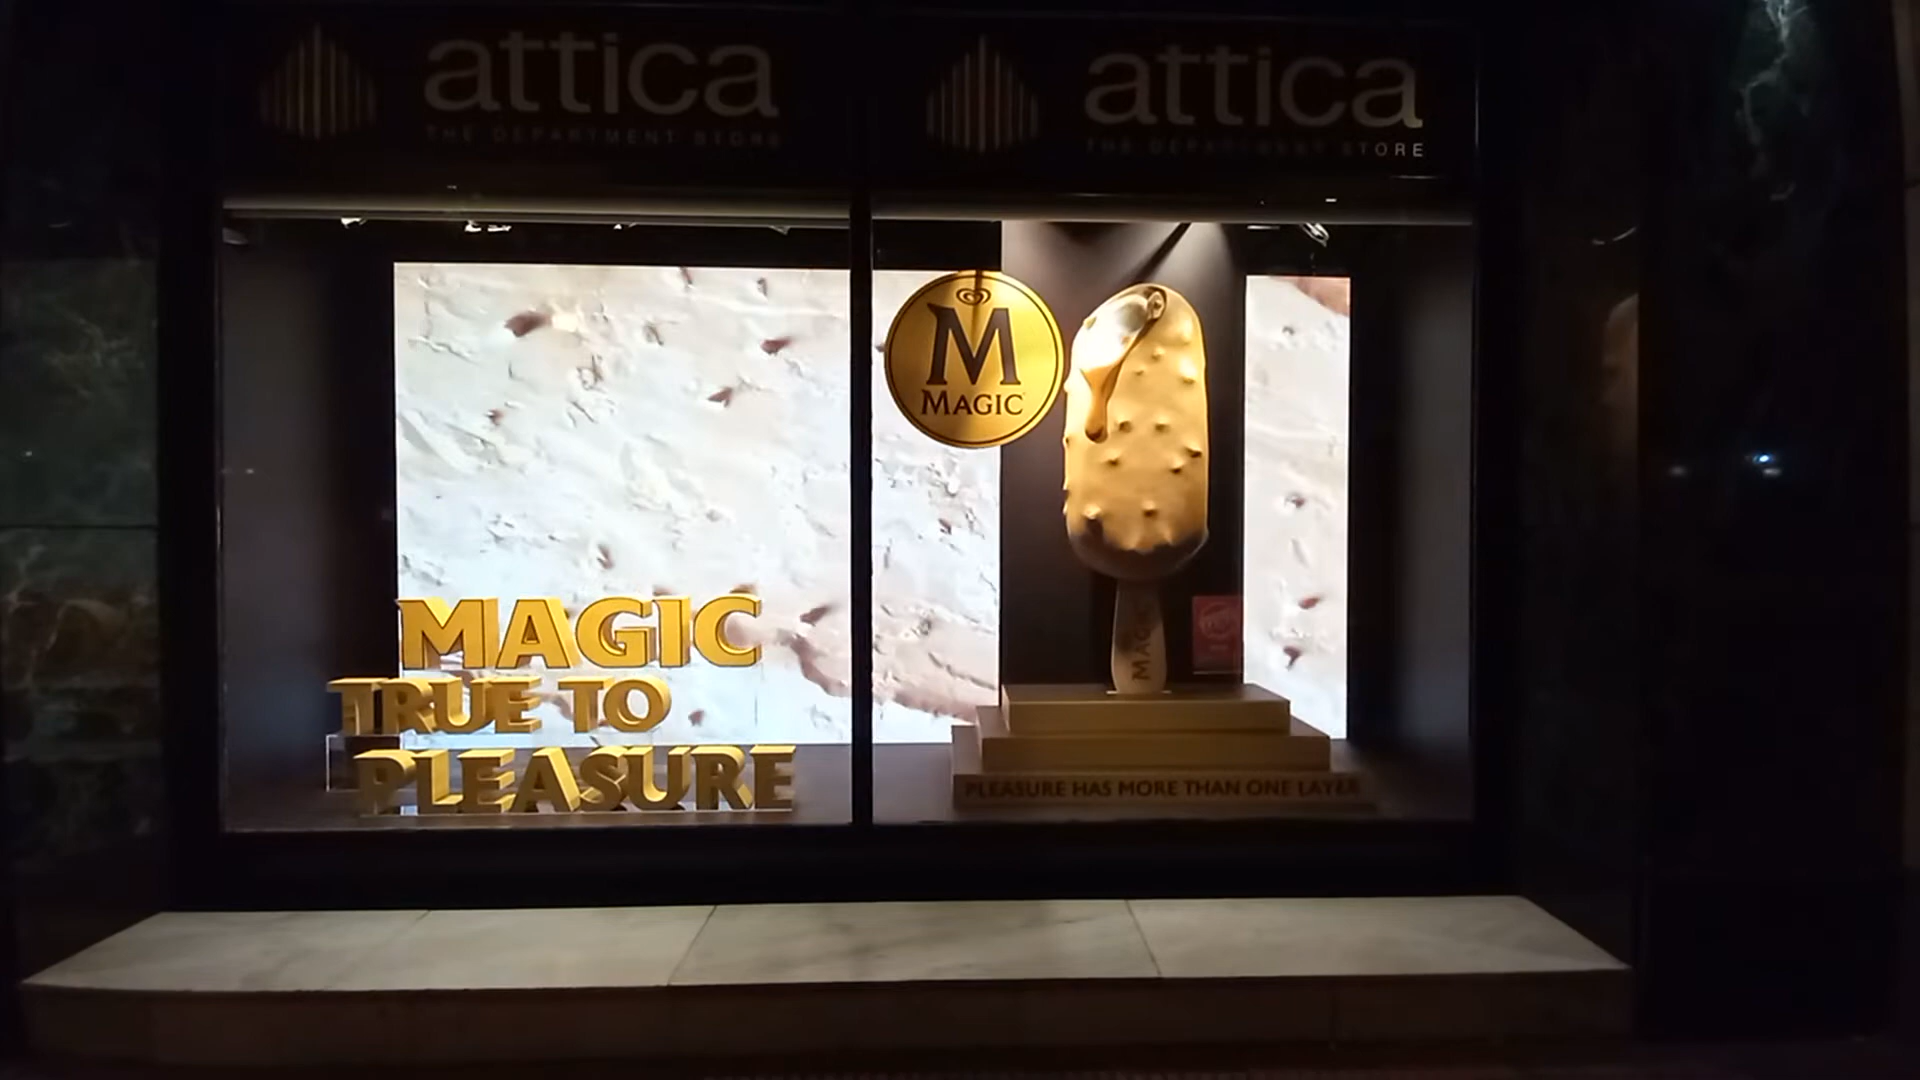 attica
THE DEPARTMENT STORE
attica
THE DEPARTMENT STORE
M
MAGIC
MAGIC
TRUE TO
PLEASURE
MAGIC
PLEASURE HAS MORE THAN ONE LAYER